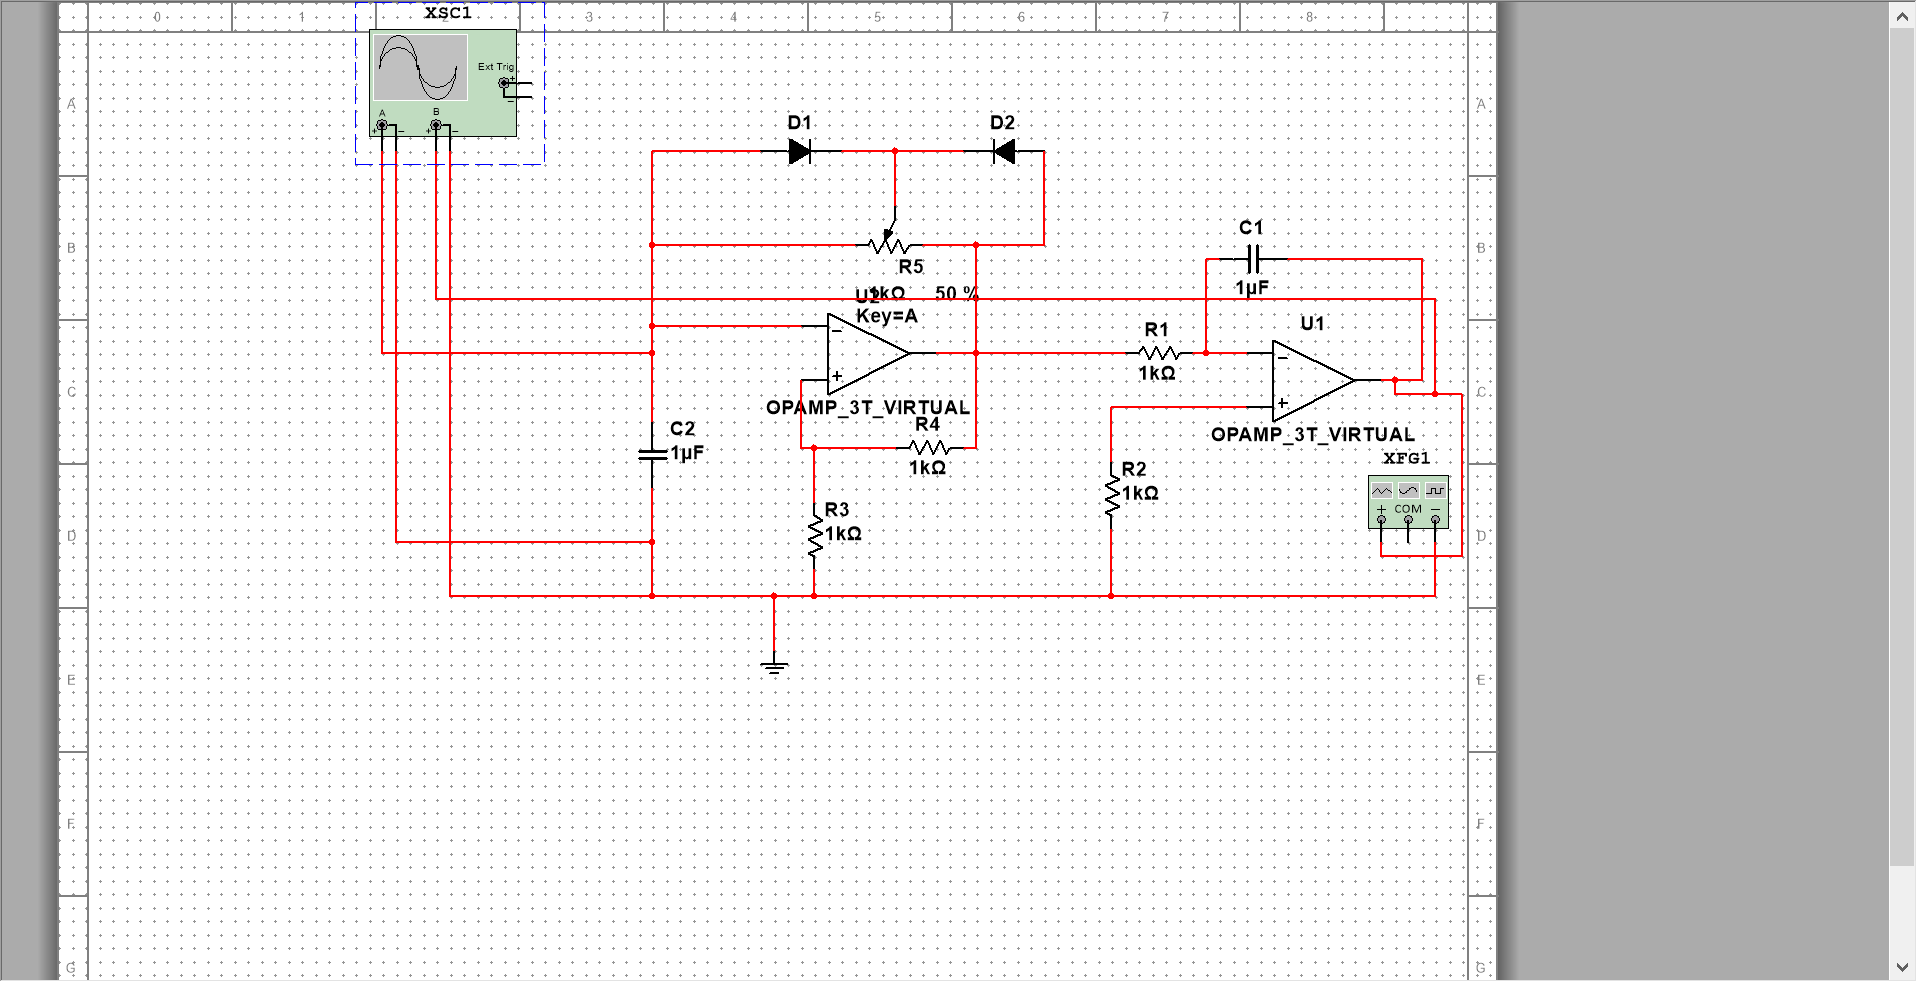 XSC1
0 1 2 3 4 5 6 7 8
Ext Trig
+
−
A
B
+ − + −
A A
D1 D2
B B
C1
R5
1µF
1kΩ 50 %
U2
Key=A
U1
−
R1
−
1kΩ
+
C C
+
OPAMP_3T_VIRTUAL
R4
C2
OPAMP_3T_VIRTUAL
1µF
XFG1
1kΩ
R2
1kΩ
R3
+ COM −
1kΩ
D D
E E
F F
G G